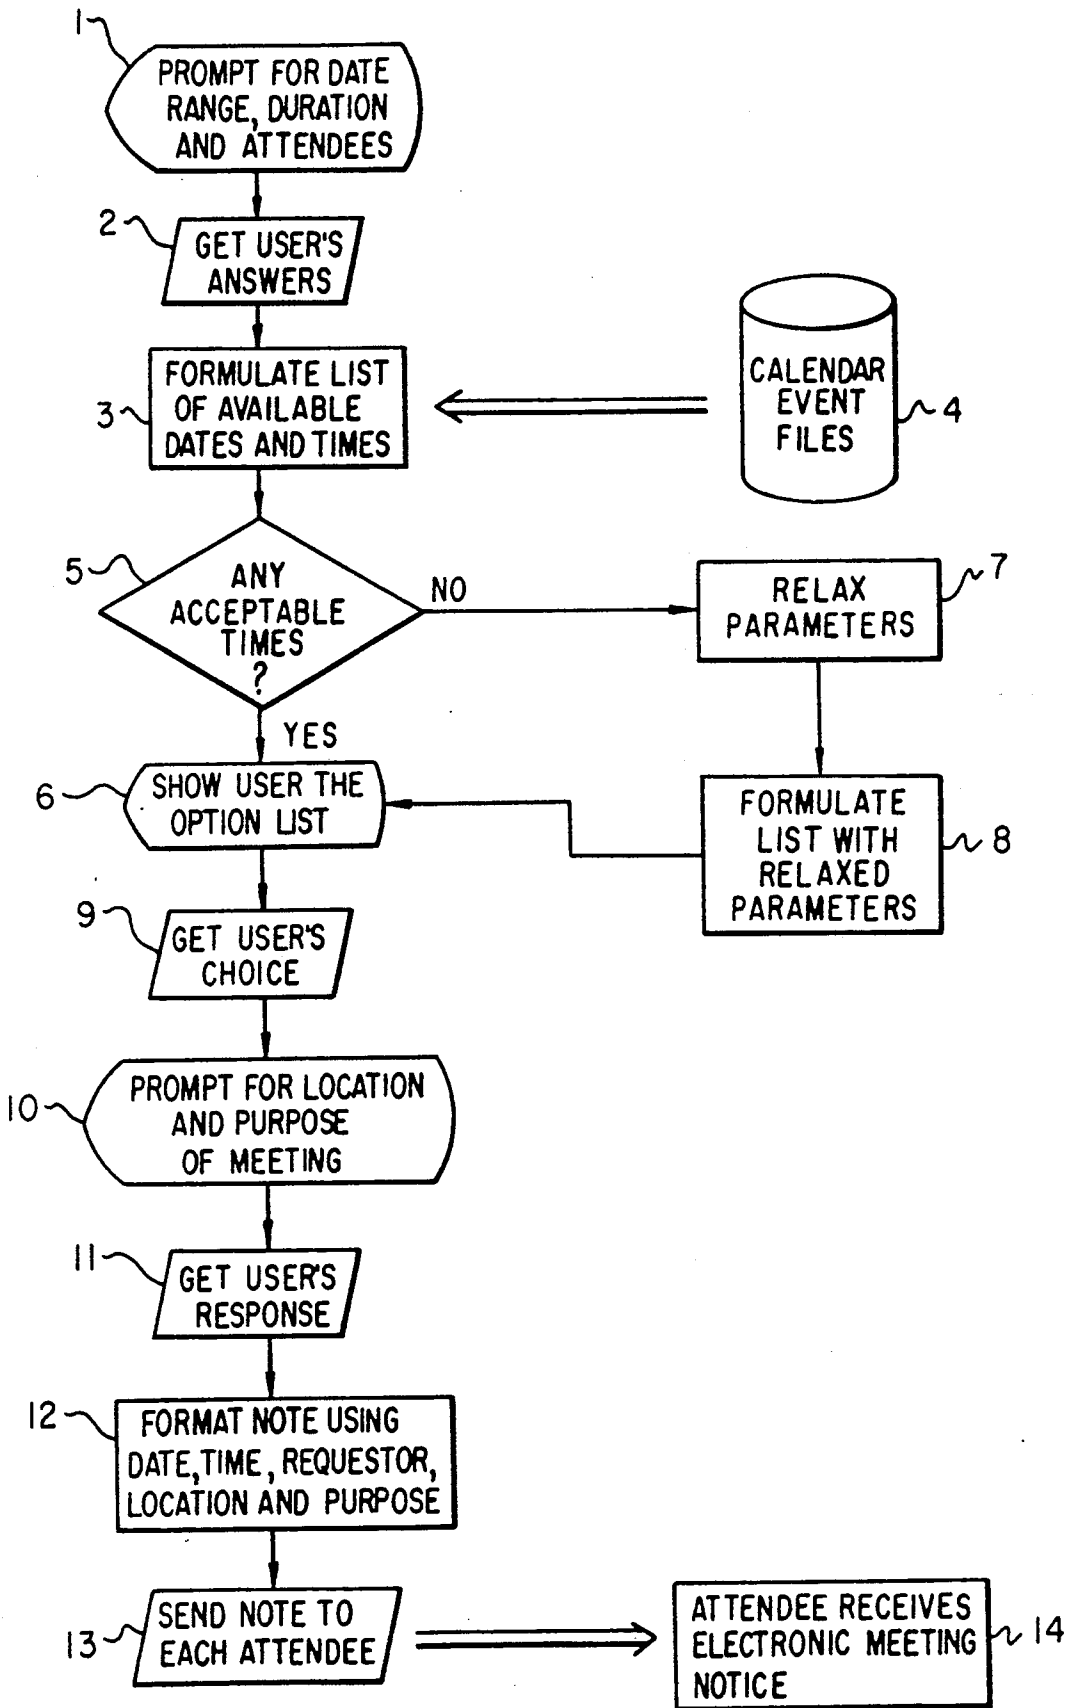 1
PROMPT FOR DATE
RANGE, DURATION
AND ATTENDEES
2
GET USER'S
ANSWERS
3
FORMULATE LIST
OF AVAILABLE
DATES AND TIMES
CALENDAR
EVENT
FILES
4
5
ANY
ACCEPTABLE
TIMES
?
NO
YES
RELAX
PARAMETERS
7
6
SHOW USER THE
OPTION LIST
FORMULATE
LIST WITH
RELAXED
PARAMETERS
8
9
GET USER'S
CHOICE
10
PROMPT FOR LOCATION
AND PURPOSE
OF MEETING
11
GET USER'S
RESPONSE
12
FORMAT NOTE USING
DATE, TIME, REQUESTOR,
LOCATION AND PURPOSE
13
SEND NOTE TO
EACH ATTENDEE
ATTENDEE RECEIVES
ELECTRONIC MEETING
NOTICE
14